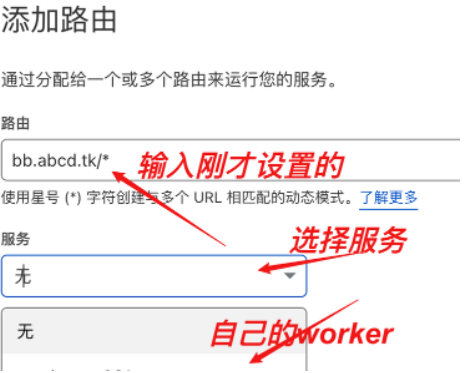 添加路由
通过分配给一个或多个路由来运行您的服务。
路由
bb.abcd.tk/*
输入刚才设置的
使用星号 (*) 字符创建与多个 URL 相匹配的动态模式。了解更多
服务
选择服务
无
无
自己的worker